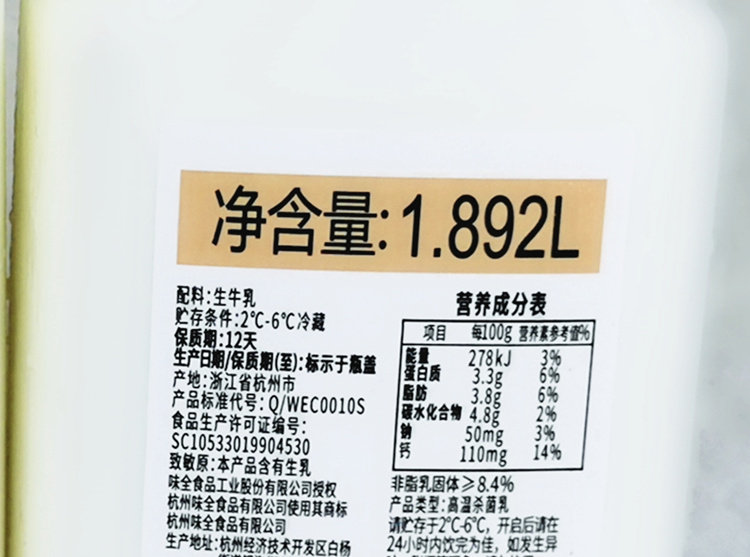 净含量:1.892L
配料:生牛乳
贮存条件:2℃-6℃冷藏
保质期:12天
生产日期/保质期(至):标示于瓶盖
产地:浙江省杭州市
产品标准代号:Q/WEC0010S
食品生产许可证编号:
SC10533019904530
致敏原:本产品含有生乳
味全食品工业股份有限公司授权
杭州味全食品有限公司使用其商标
杭州味全食品有限公司
生产地址:杭州经济技术开发区白杨
营养成分表
项目 每100g 营养素参考值%
能量 278kJ 3%
蛋白质 3.3g 6%
脂肪 3.8g 6%
碳水化合物 4.8g 2%
钠 50mg 3%
钙 110mg 14%
非脂乳固体≥8.4%
产品类型:高温杀菌乳
请贮存于2℃-6℃,开启后请在
24小时内饮完为佳,如发生异